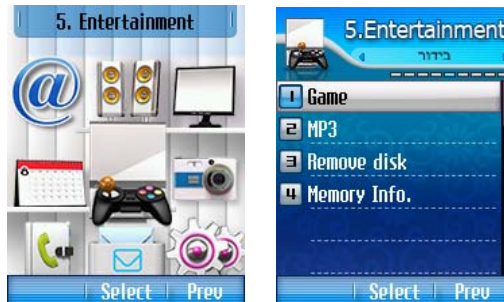 5. Entertainment
@
Select Prev
5.Entertainment
בידור
1 Game
2 MP3
3 Remove disk
4 Memory Info.
Select Prev